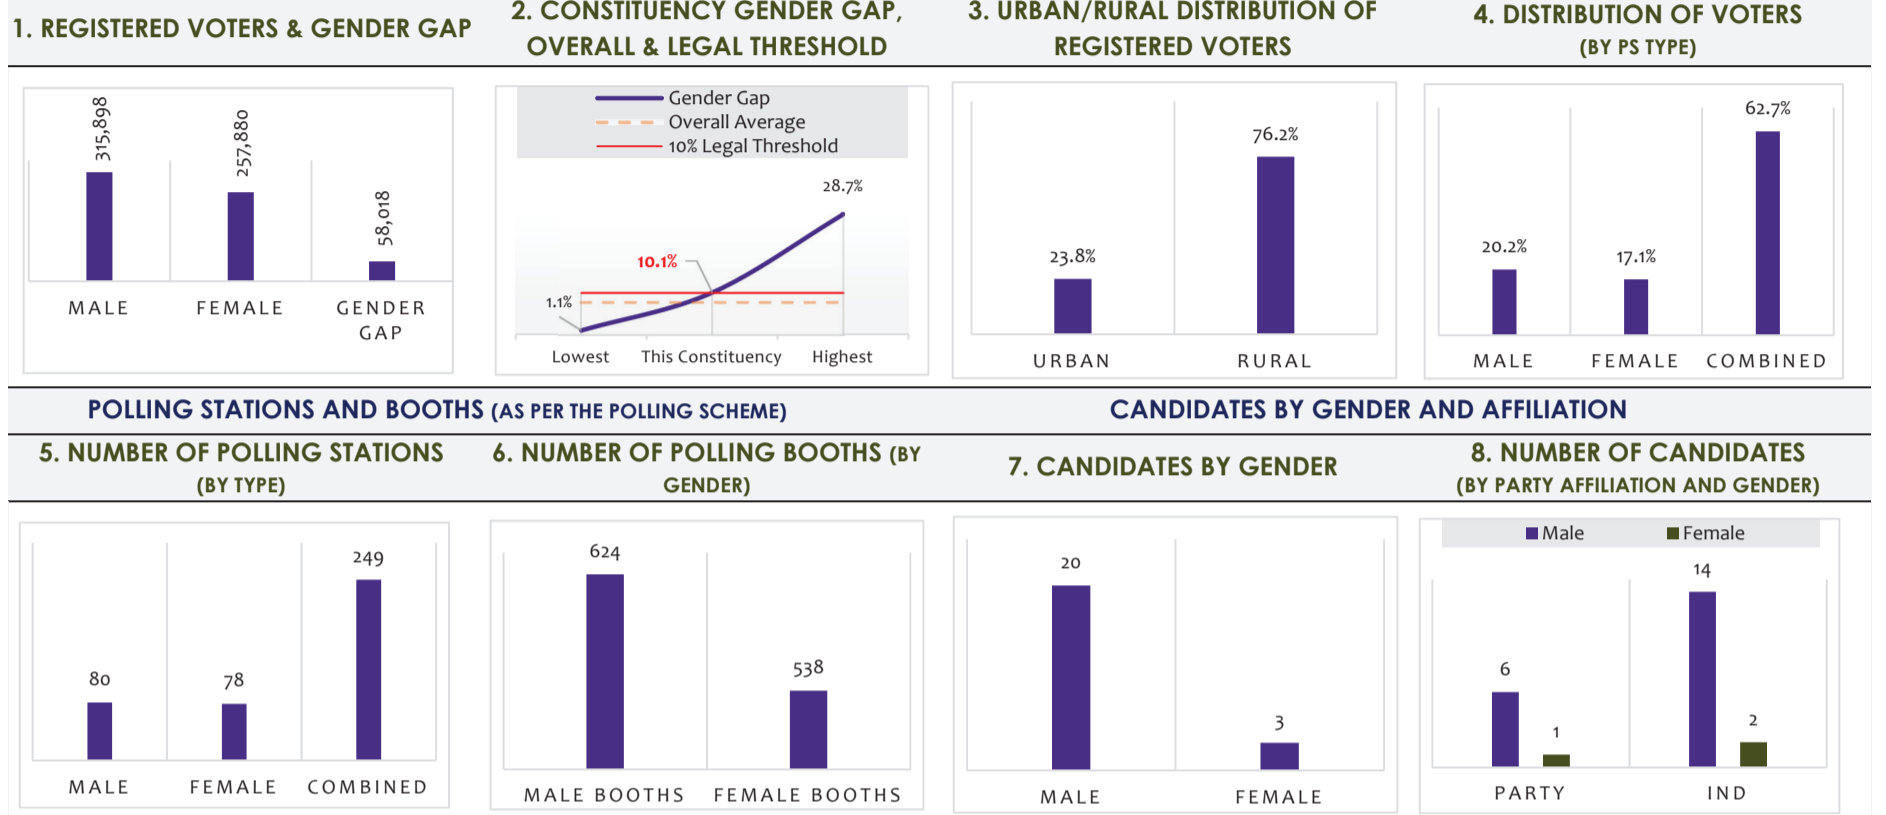 1. REGISTERED VOTERS & GENDER GAP
315,898
257,880
58,018
MALE
FEMALE
GENDER
GAP
2. CONSTITUENCY GENDER GAP,
OVERALL & LEGAL THRESHOLD
Gender Gap
Overall Average
10% Legal Threshold
28.7%
10.1%
1.1%
Lowest
This Constituency
Highest
3. URBAN/RURAL DISTRIBUTION OF
REGISTERED VOTERS
76.2%
23.8%
URBAN
RURAL
4. DISTRIBUTION OF VOTERS
(BY PS TYPE)
62.7%
20.2%
17.1%
MALE
FEMALE
COMBINED
POLLING STATIONS AND BOOTHS (AS PER THE POLLING SCHEME)
CANDIDATES BY GENDER AND AFFILIATION
5. NUMBER OF POLLING STATIONS
(BY TYPE)
249
80
78
MALE
FEMALE
COMBINED
6. NUMBER OF POLLING BOOTHS (BY
GENDER)
624
538
MALE BOOTHS
FEMALE BOOTHS
7. CANDIDATES BY GENDER
20
3
MALE
FEMALE
8. NUMBER OF CANDIDATES
(BY PARTY AFFILIATION AND GENDER)
Male
Female
14
6
1
2
PARTY
IND